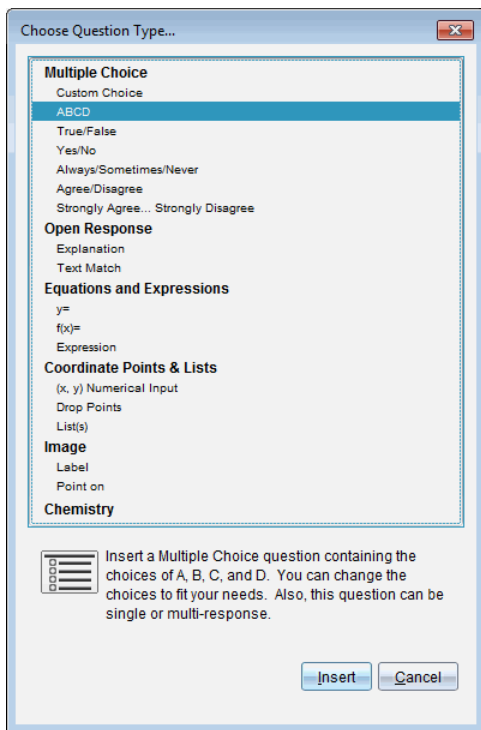 Choose Question Type...
Multiple Choice
Custom Choice
ABCD
True/False
Yes/No
Always/Sometimes/Never
Agree/Disagree
Strongly Agree... Strongly Disagree
Open Response
Explanation
Text Match
Equations and Expressions
y=
f(x)=
Expression
Coordinate Points & Lists
(x, y) Numerical Input
Drop Points
List(s)
Image
Label
Point on
Chemistry
Insert a Multiple Choice question containing the
choices of A, B, C, and D.  You can change the
choices to fit your needs.  Also, this question can be
single or multi-response.
Insert
Cancel